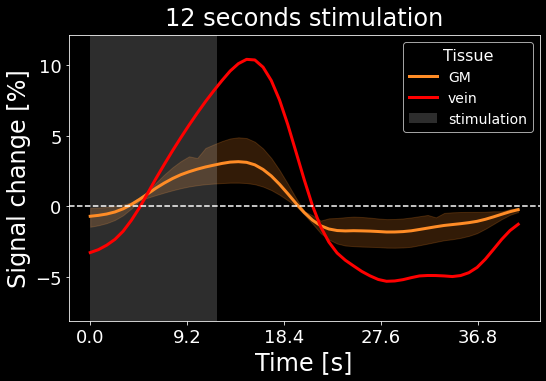 12 seconds stimulation
Signal change [%]
10
5
0
−5
Tissue
GM
vein
stimulation
0.0 9.2 18.4 27.6 36.8
Time [s]